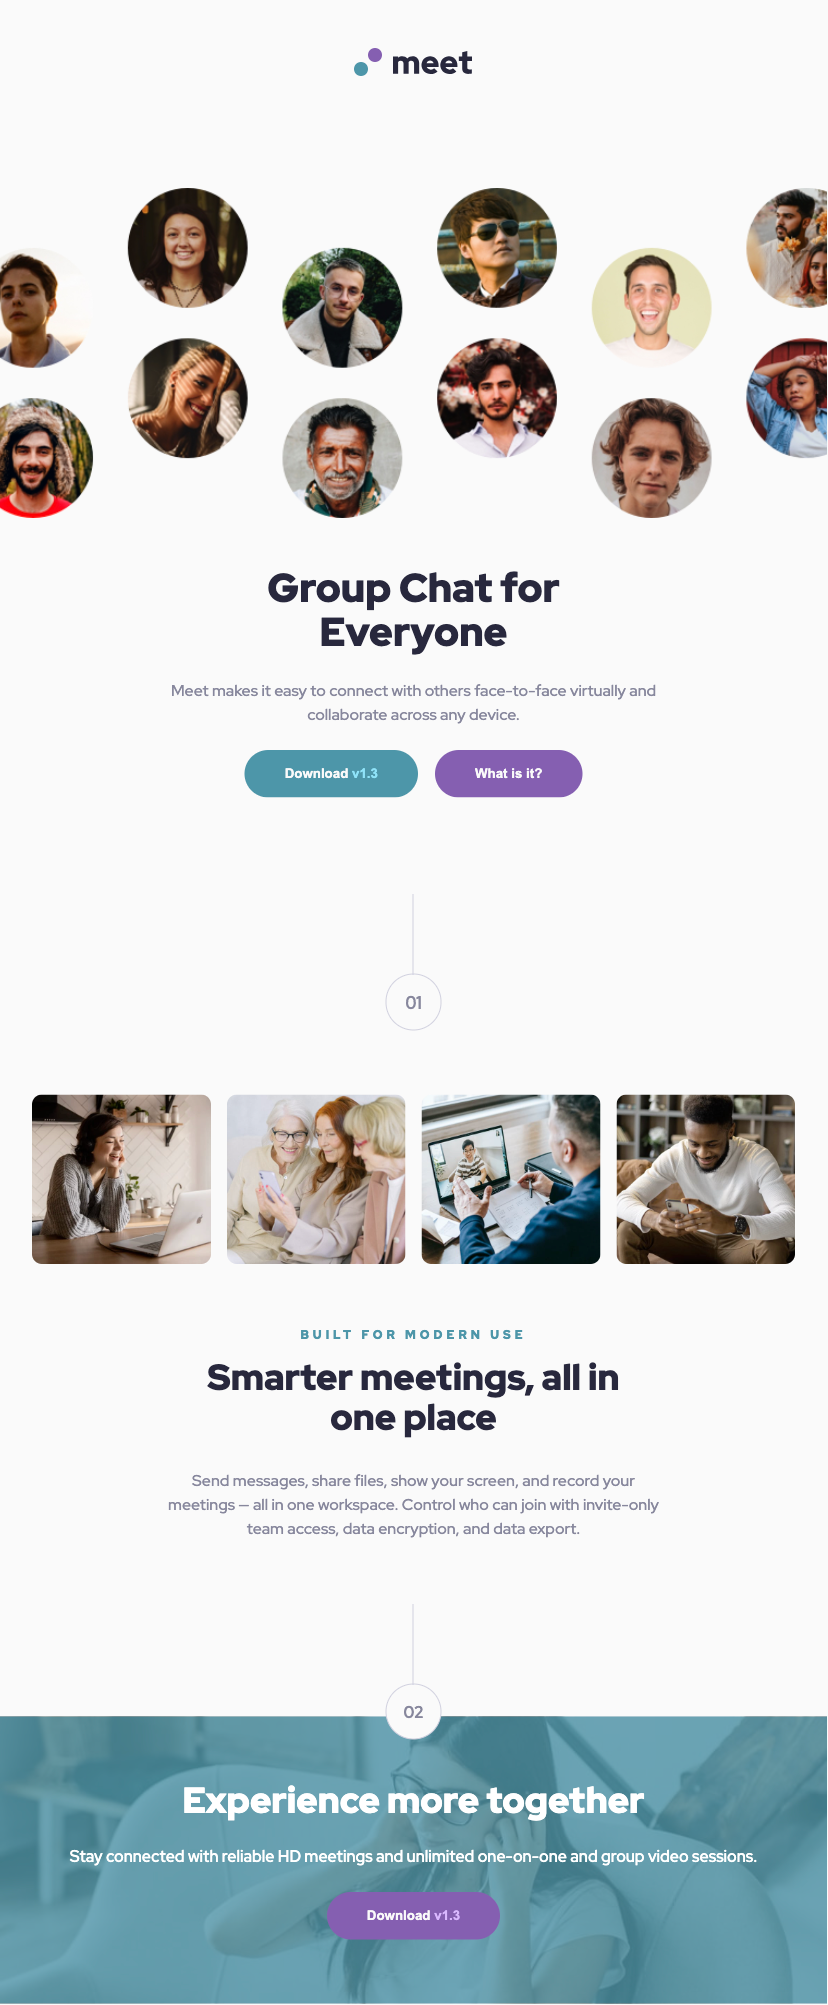 meet
Group Chat for
Everyone
Meet makes it easy to connect with others face-to-face virtually and
collaborate across any device.
Download v1.3
What is it?
01
BUILT FOR MODERN USE
Smarter meetings, all in
one place
Send messages, share files, show your screen, and record your
meetings — all in one workspace. Control who can join with invite-only
team access, data encryption, and data export.
02
Experience more together
Stay connected with reliable HD meetings and unlimited one-on-one and group video sessions.
Download v1.3